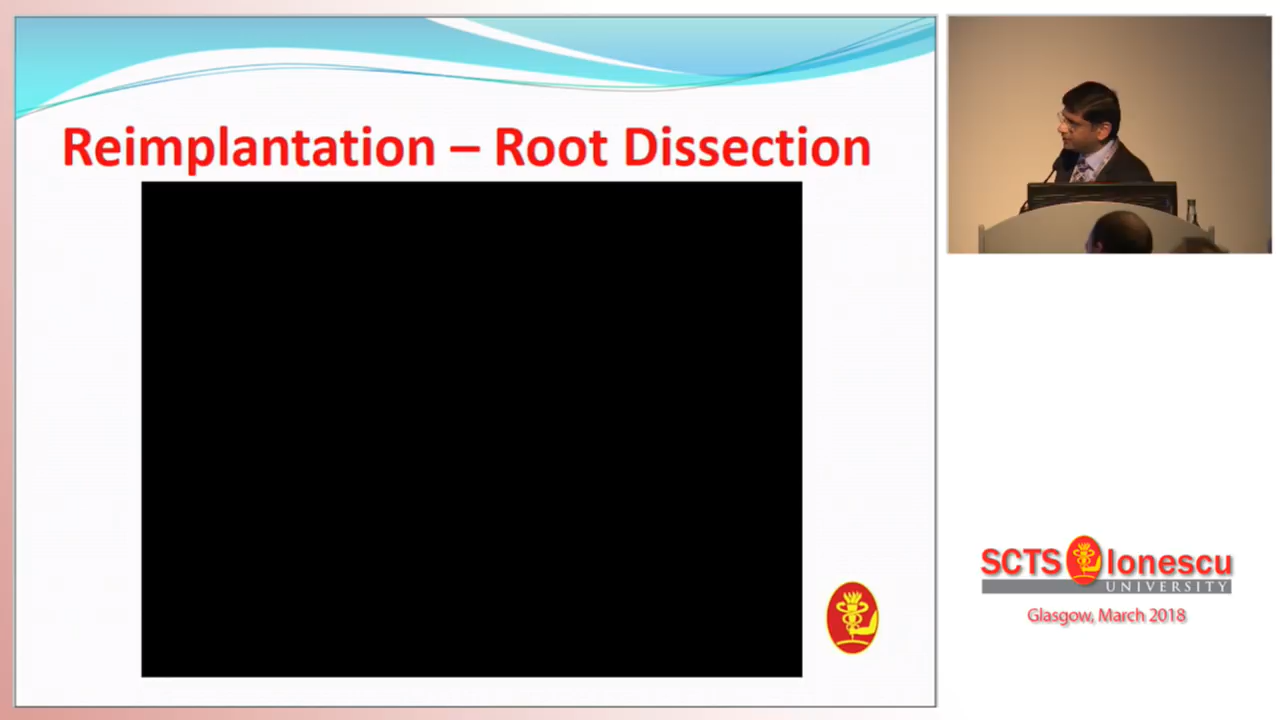 Reimplantation – Root Dissection
SCTS Ionescu
UNIVERSITY
Glasgow, March 2018